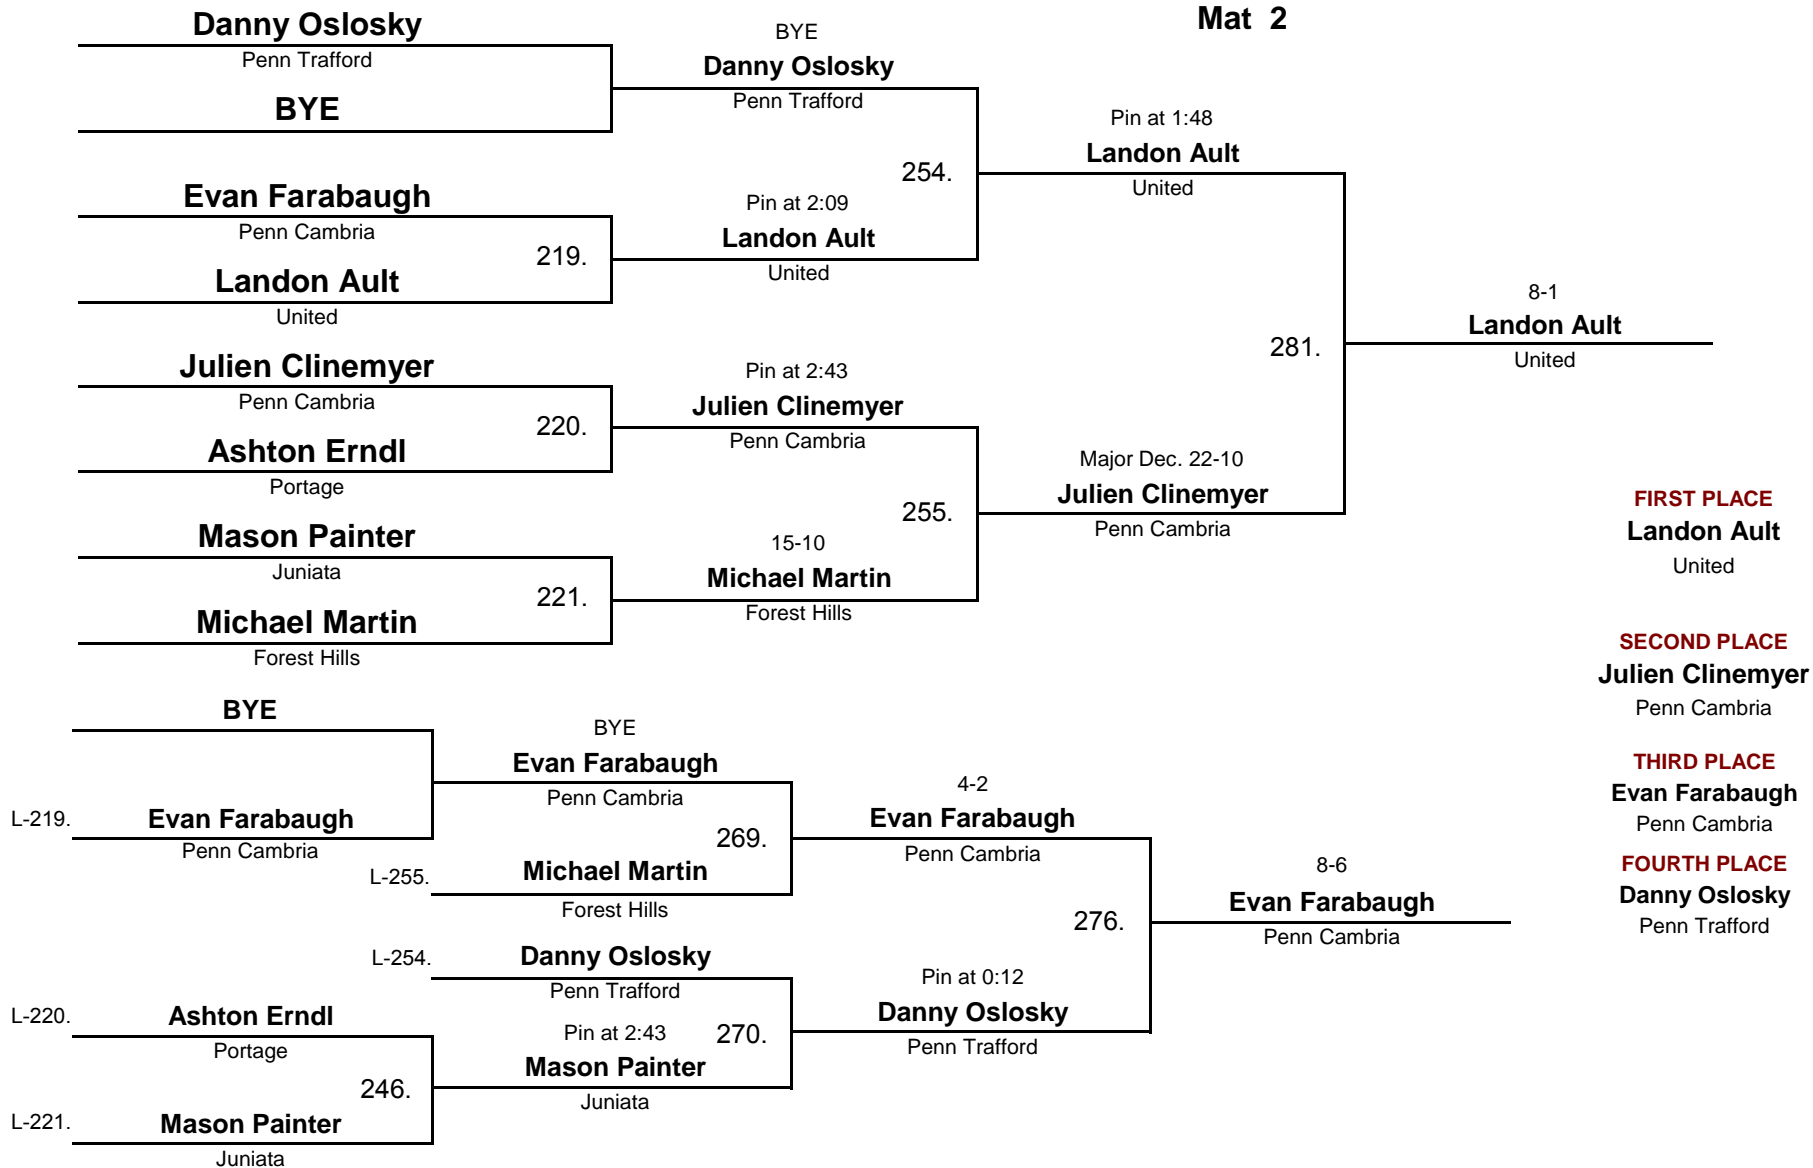 Mat 2
Danny Oslosky
Penn Trafford
BYE
Evan Farabaugh
Penn Cambria
219.
Landon Ault
United
Julien Clinemyer
Penn Cambria
220.
Ashton Erndl
Portage
Mason Painter
Juniata
221.
Michael Martin
Forest Hills
BYE
Danny Oslosky
Penn Trafford
254.
Pin at 2:09
Landon Ault
United
Pin at 2:43
Julien Clinemyer
Penn Cambria
255.
15-10
Michael Martin
Forest Hills
Pin at 1:48
Landon Ault
United
281.
Major Dec. 22-10
Julien Clinemyer
Penn Cambria
8-1
Landon Ault
United
FIRST PLACE
Landon Ault
United
SECOND PLACE
Julien Clinemyer
Penn Cambria
THIRD PLACE
Evan Farabaugh
Penn Cambria
FOURTH PLACE
Danny Oslosky
Penn Trafford
BYE
L-219.
Evan Farabaugh
Penn Cambria
BYE
Evan Farabaugh
Penn Cambria
269.
L-255.
Michael Martin
Forest Hills
L-254.
Danny Oslosky
Penn Trafford
L-220.
Ashton Erndl
Portage
246.
L-221.
Mason Painter
Juniata
Pin at 2:43
270.
Mason Painter
Juniata
4-2
Evan Farabaugh
Penn Cambria
276.
Pin at 0:12
Danny Oslosky
Penn Trafford
8-6
Evan Farabaugh
Penn Cambria